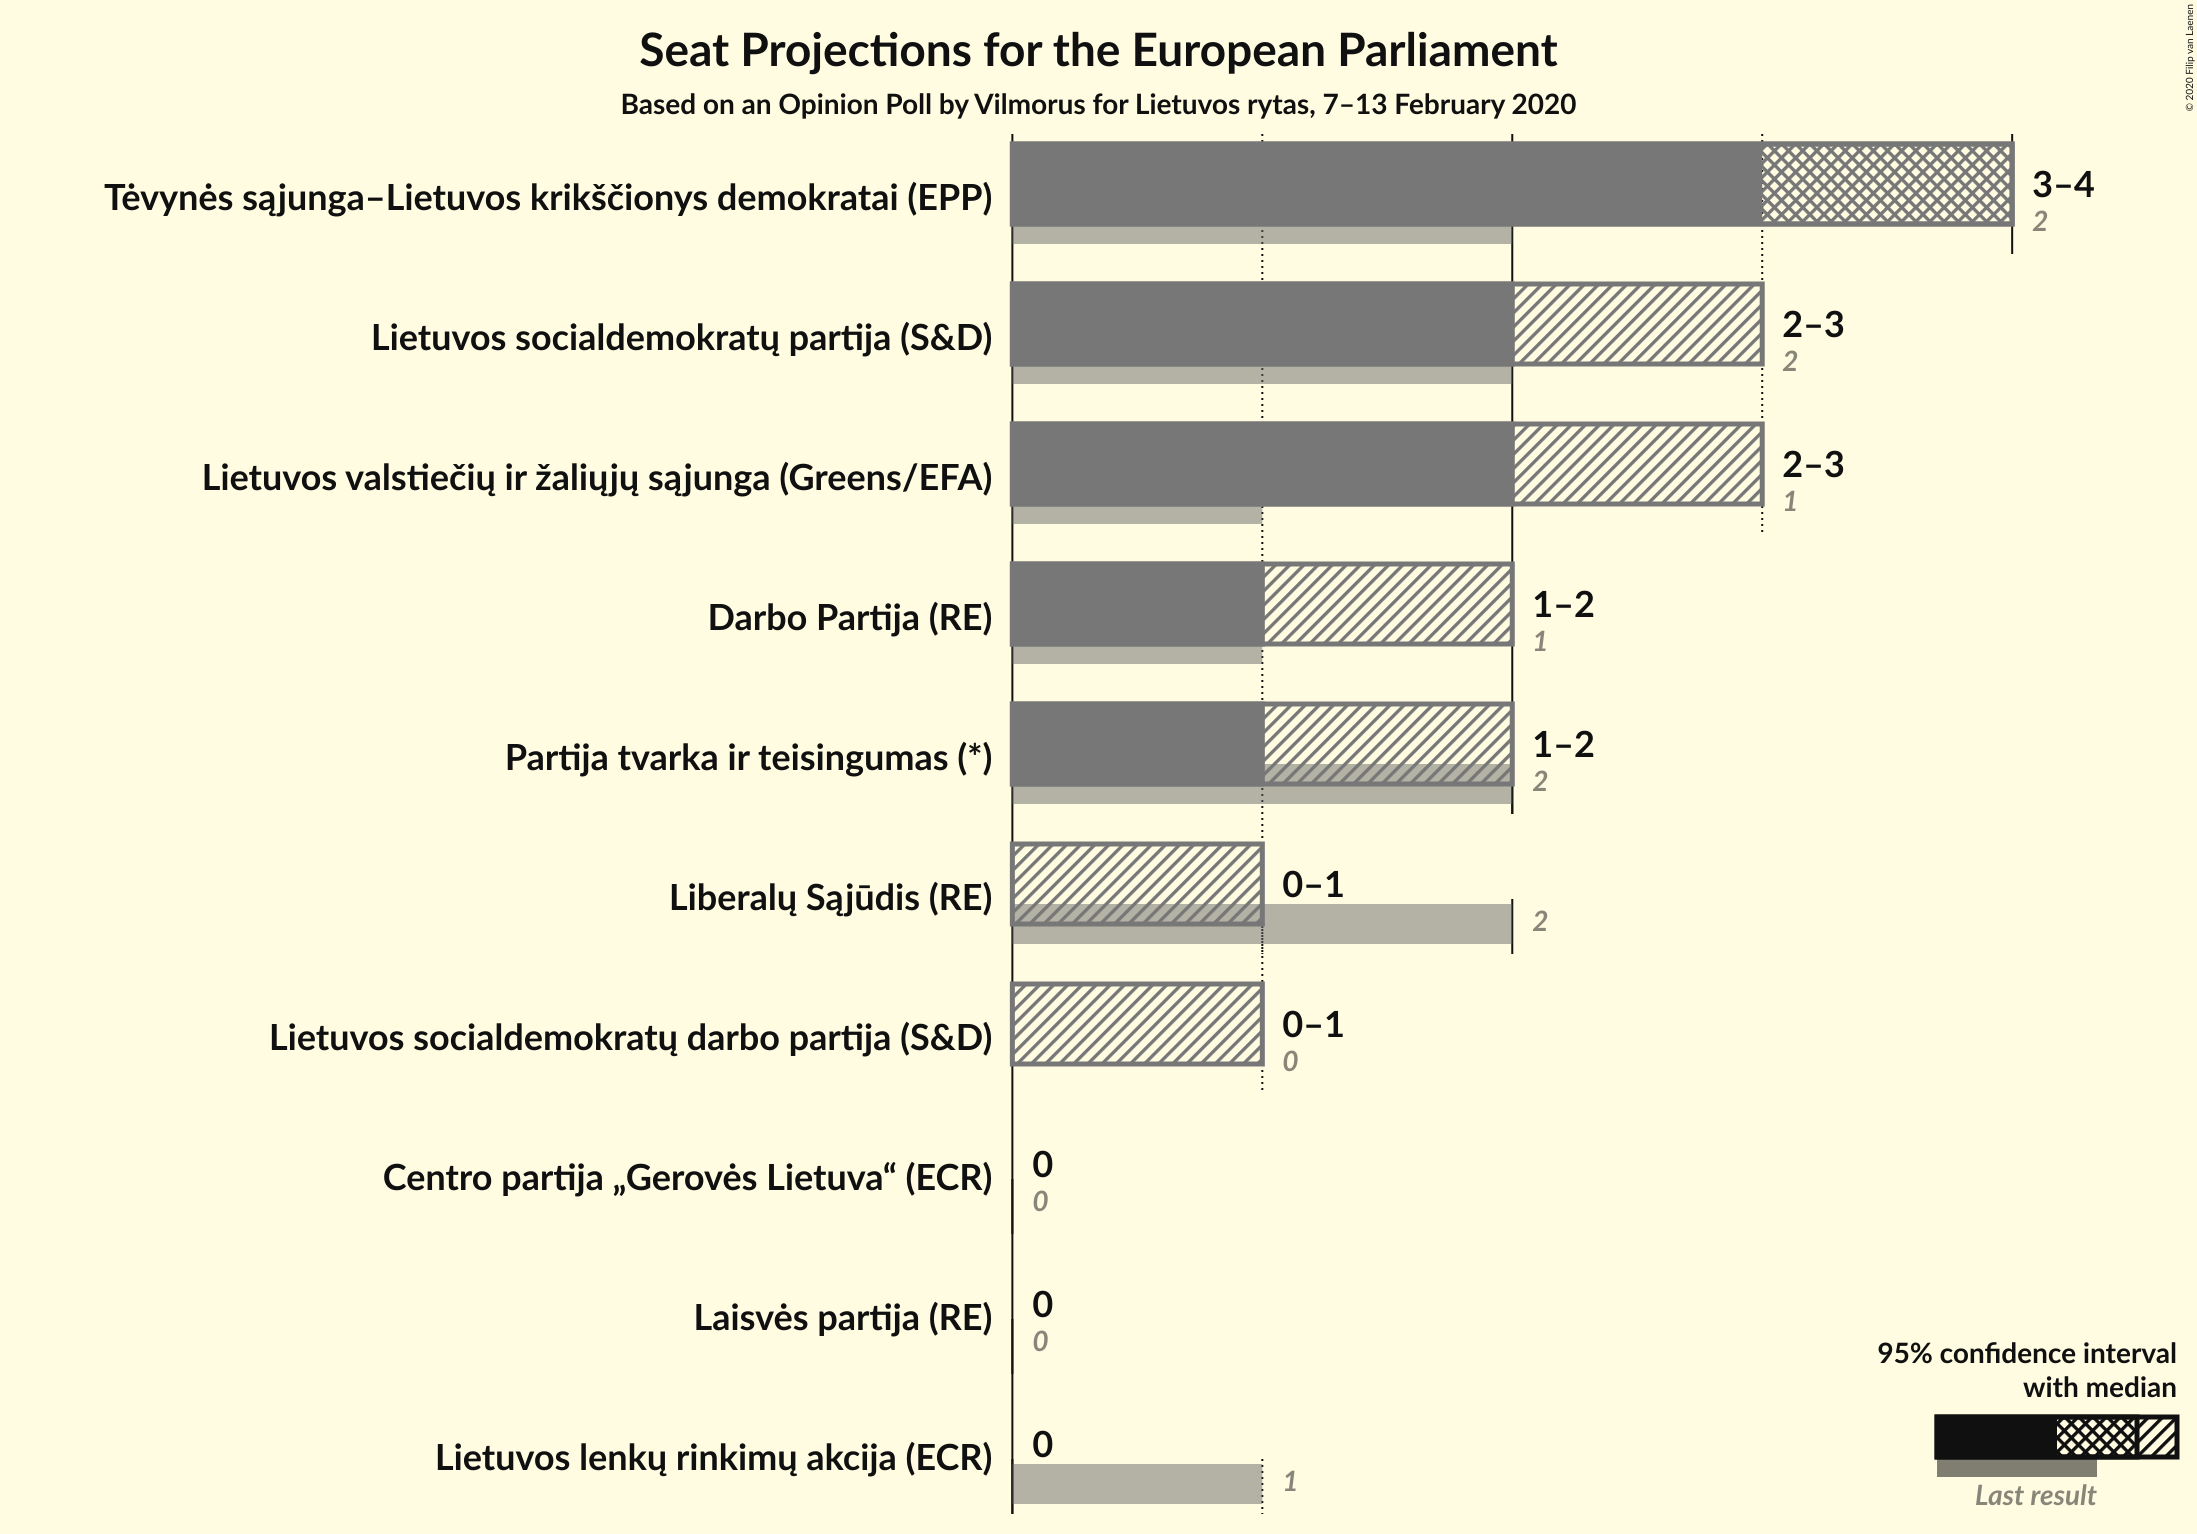 Seat Projections for the European Parliament
Based on an Opinion Poll by Vilmorus for Lietuvos rytas, 7–13 February 2020
© 2020 Filip van Laenen
Tėvynės sąjunga–Lietuvos krikščionys demokratai (EPP)
3–4
2
Lietuvos socialdemokratų partija (S&D)
2–3
2
Lietuvos valstiečių ir žaliųjų sąjunga (Greens/EFA)
2–3
1
Darbo Partija (RE)
1–2
1
Partija tvarka ir teisingumas (*)
1–2
2
Liberalų Sąjūdis (RE)
0–1
2
Lietuvos socialdemokratų darbo partija (S&D)
0–1
0
Centro partija „Gerovės Lietuva“ (ECR)
0
0
Laisvės partija (RE)
0
0
Lietuvos lenkų rinkimų akcija (ECR)
0
1
95% confidence interval
with median
Last result